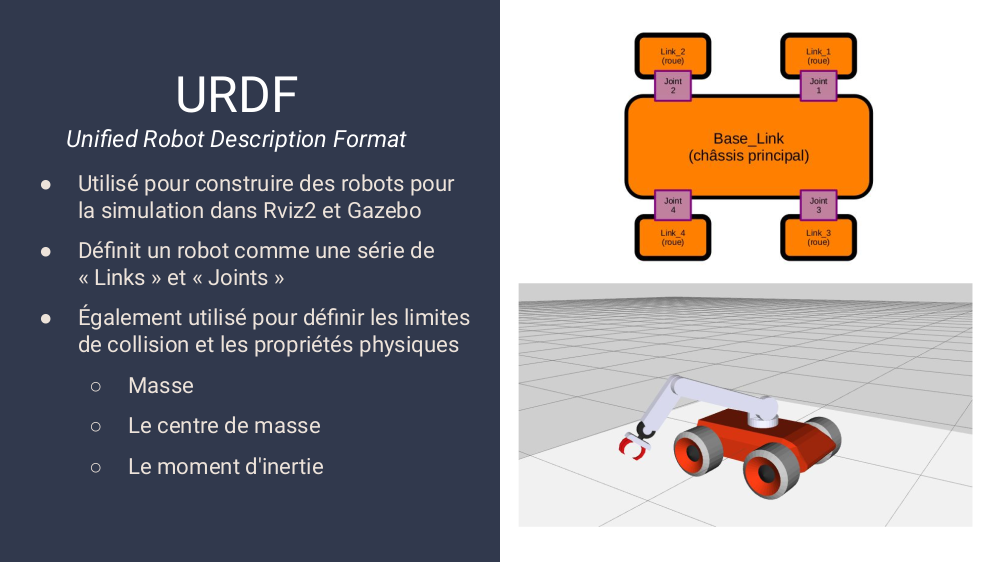 URDF
Unified Robot Description Format
● Utilisé pour construire des robots pour
la simulation dans Rviz2 et Gazebo
● Définit un robot comme une série de
« Links » et « Joints »
● Également utilisé pour définir les limites
de collision et les propriétés physiques
○ Masse
○ Le centre de masse
○ Le moment d'inertie
Link_2
(roue)
Link_1
(roue)
Joint
2
Joint
1
Base_Link
(châssis principal)
Joint
4
Joint
3
Link_4
(roue)
Link_3
(roue)